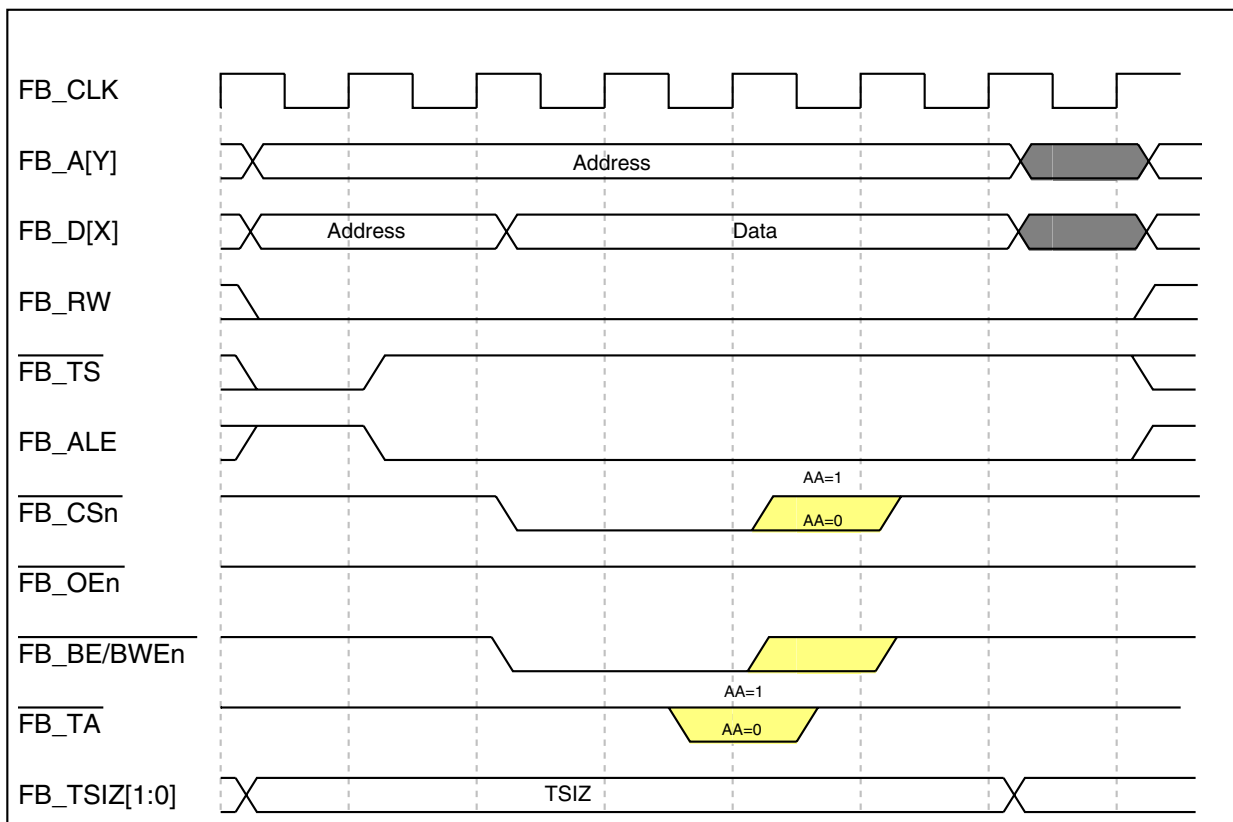 FB_CLK
FB_A[Y]
Address
FB_D[X]
Address
Data
FB_RW
FB_TS
FB_ALE
AA=1
FB_CSn
AA=0
FB_OEn
FB_BE/BWEn
AA=1
FB_TA
AA=0
FB_TSIZ[1:0]
TSIZ